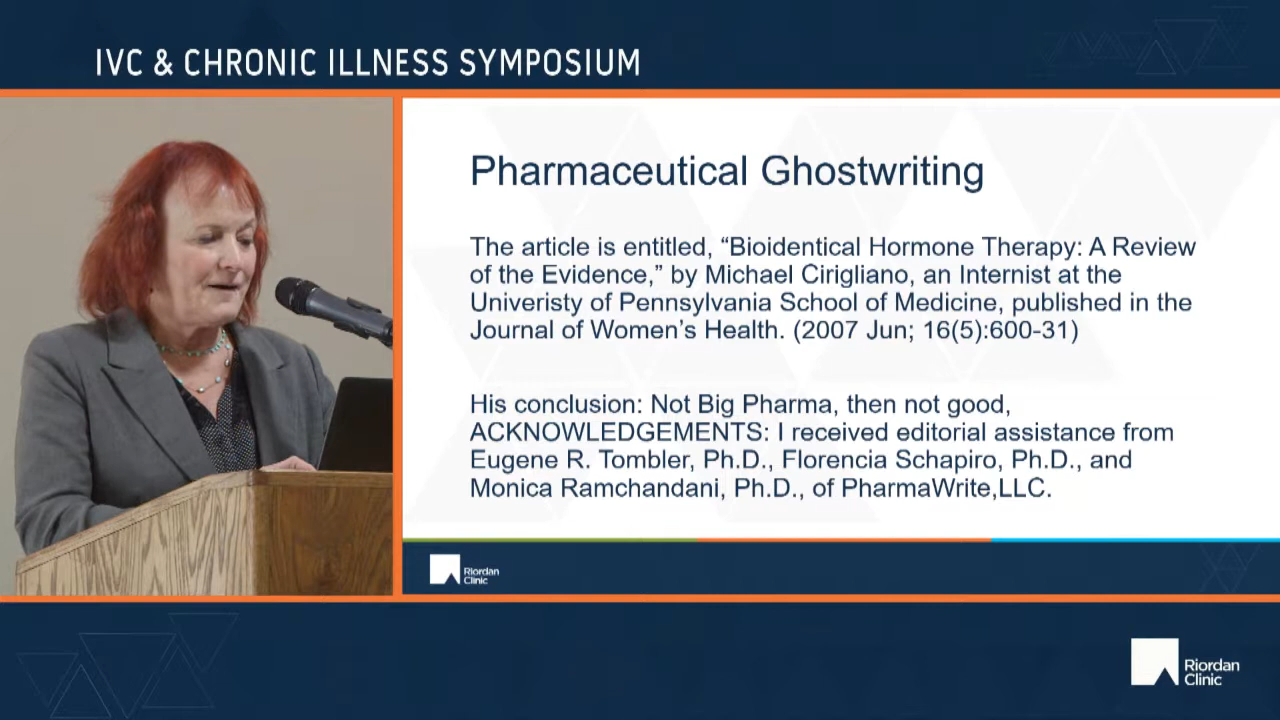 IVC & CHRONIC ILLNESS SYMPOSIUM
Pharmaceutical Ghostwriting
The article is entitled, “Bioidentical Hormone Therapy: A Review
of the Evidence,” by Michael Cirigliano, an Internist at the
Univeristy of Pennsylvania School of Medicine, published in the
Journal of Women’s Health. (2007 Jun; 16(5):600-31)
His conclusion: Not Big Pharma, then not good,
ACKNOWLEDGEMENTS: I received editorial assistance from
Eugene R. Tombler, Ph.D., Florencia Schapiro, Ph.D., and
Monica Ramchandani, Ph.D., of PharmaWrite,LLC.
Riordan
Clinic
Riordan
Clinic